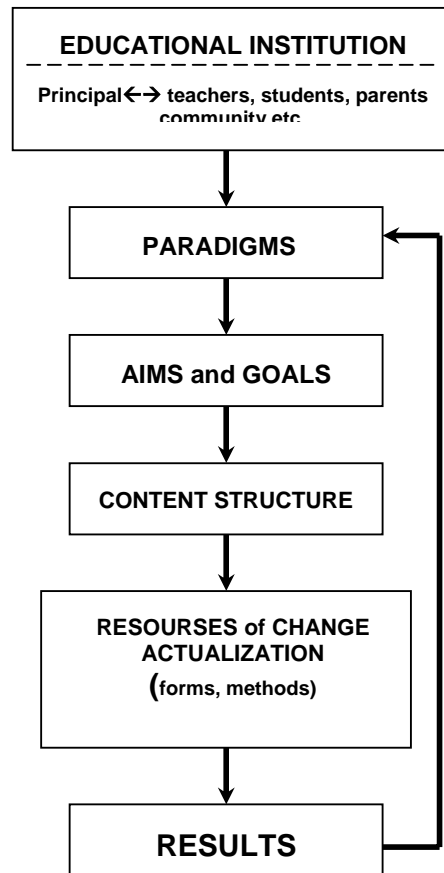 EDUCATIONAL INSTITUTION
Principal←→ teachers, students, parents
community etc
PARADIGMS
AIMS and GOALS
CONTENT STRUCTURE
RESOURSES of CHANGE
ACTUALIZATION
(forms, methods)
RESULTS